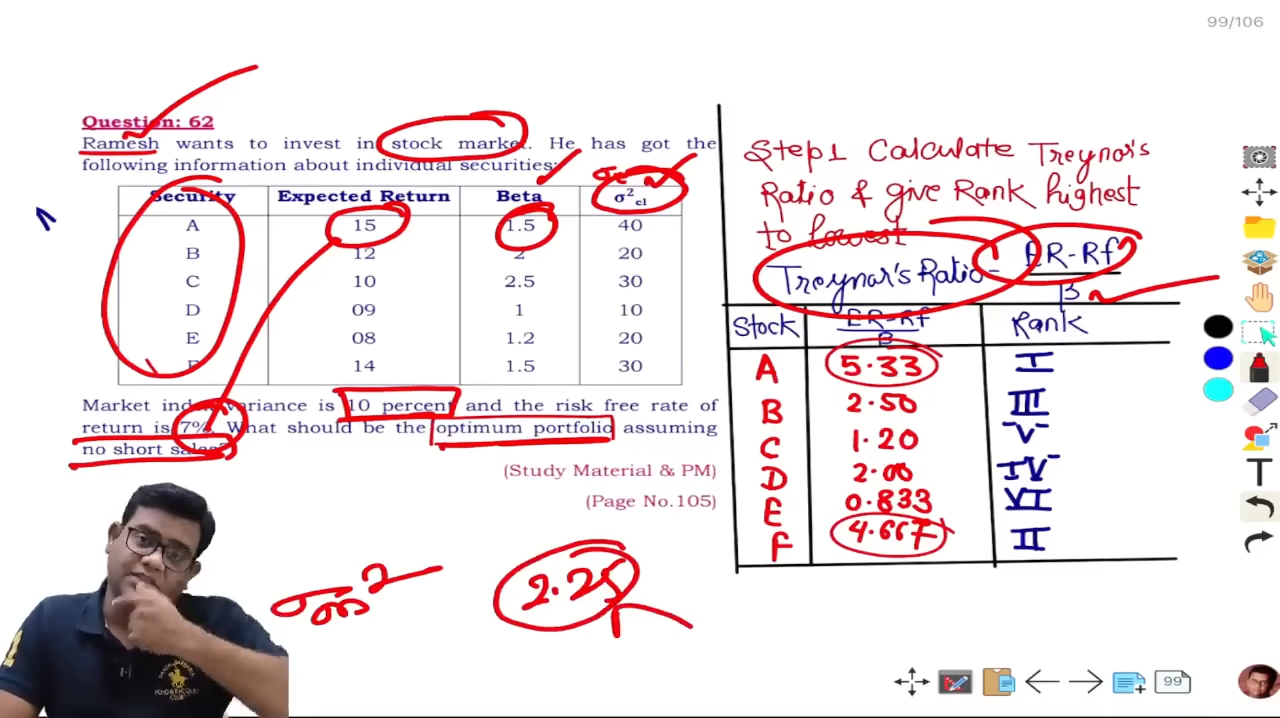 99/106
Question: 62
Ramesh wants to invest in stock market. He has got the
following information about individual securities:
Security Expected Return Beta σ²cl
A 15 1.5 40
B 12 2 20
C 10 2.5 30
D 09 1 10
E 08 1.2 20
F 14 1.5 30
Market index variance is 10 percent and the risk free rate of
return is 7%. What should be the optimum portfolio assuming
no short sales?
(Study Material & PM)
(Page No.105)
σm²
2.25
Step1 Calculate Treynor's
Ratio & give Rank highest
to lowest
Treynor's Ratio = ER-Rf
β
Stock ER-Rf Rank
β
A 5.33 I
B 2.50 III
C 1.20 V
D 2.00 IV
E 0.833 VI
F 4.667 II
99